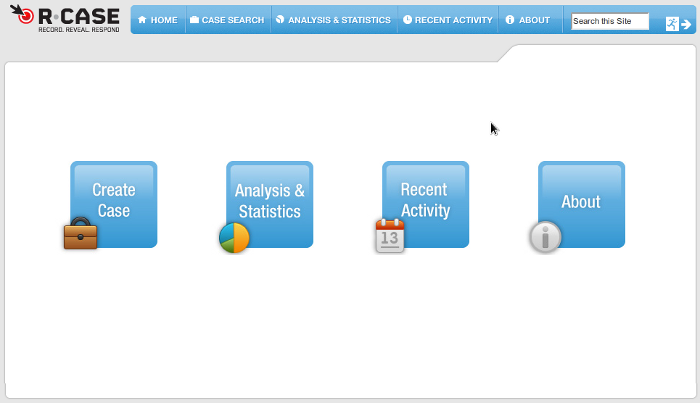 R·CASE
RECORD. REVEAL. RESPOND
HOME
CASE SEARCH
ANALYSIS & STATISTICS
RECENT ACTIVITY
ABOUT
Search this Site
Create
Case
Analysis &
Statistics
Recent
Activity
13
About